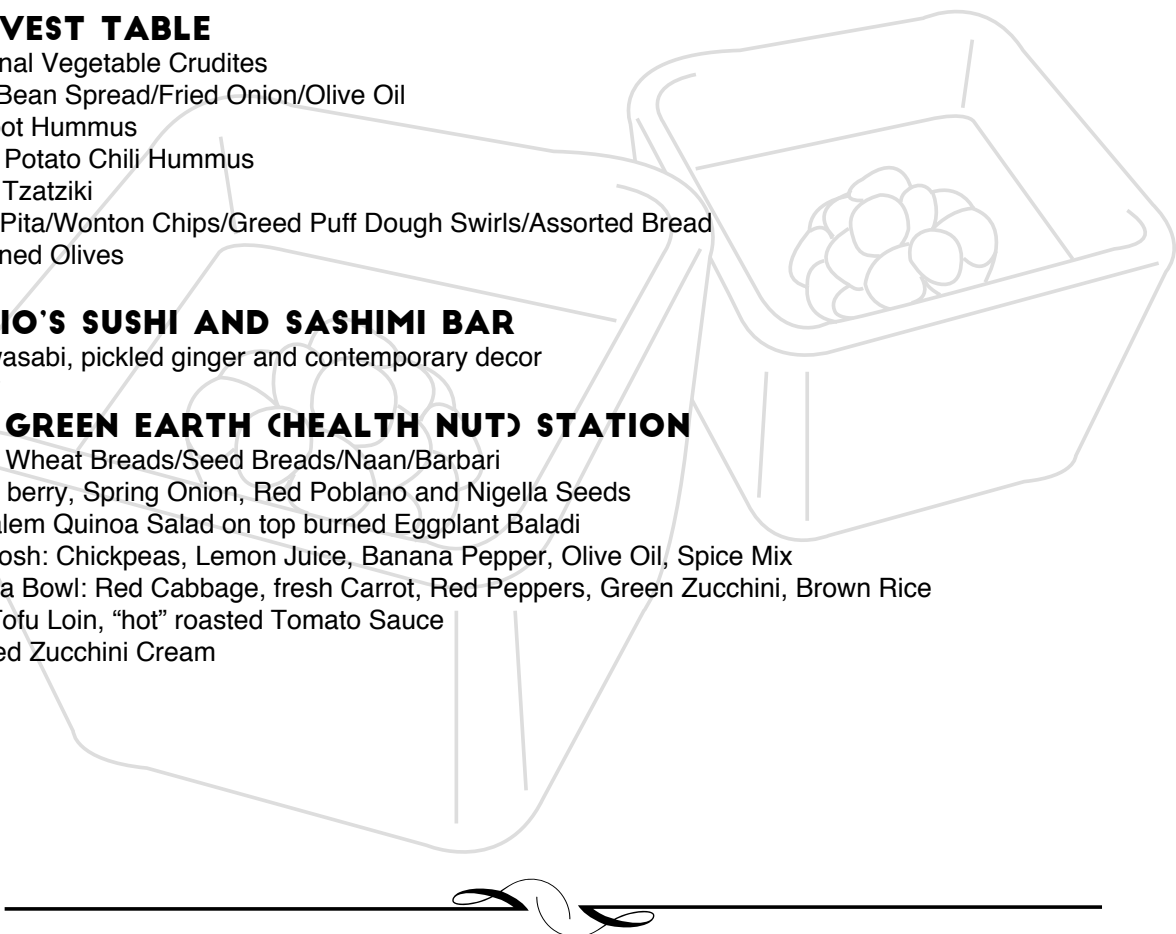 VEST TABLE
nal Vegetable Crudites
Bean Spread/Fried Onion/Olive Oil
ot Hummus
Potato Chili Hummus
Tzatziki
Pita/Wonton Chips/Greed Puff Dough Swirls/Assorted Bread
ned Olives
IO'S SUSHI AND SASHIMI BAR
wasabi, pickled ginger and contemporary decor
GREEN EARTH (HEALTH NUT) STATION
Wheat Breads/Seed Breads/Naan/Barbari
berry, Spring Onion, Red Poblano and Nigella Seeds
alem Quinoa Salad on top burned Eggplant Baladi
osh: Chickpeas, Lemon Juice, Banana Pepper, Olive Oil, Spice Mix
a Bowl: Red Cabbage, fresh Carrot, Red Peppers, Green Zucchini, Brown Rice
Tofu Loin, “hot” roasted Tomato Sauce
ed Zucchini Cream